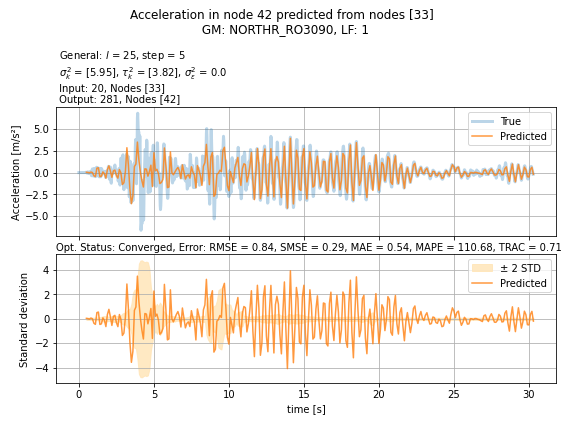 Acceleration in node 42 predicted from nodes [33]
GM: NORTHR_RO3090, LF: 1
General: l = 25, step = 5
σ²ₖ = [5.95], τ²ₖ = [3.82], σ²ε = 0.0
Input: 20, Nodes [33]
Output: 281, Nodes [42]
Acceleration [m/s²]
5.0
2.5
0.0
−2.5
−5.0
True
Predicted
Opt. Status: Converged, Error: RMSE = 0.84, SMSE = 0.29, MAE = 0.54, MAPE = 110.68, TRAC = 0.71
Standard deviation
4
2
0
−2
−4
± 2 STD
Predicted
0 5 10 15 20 25 30
time [s]